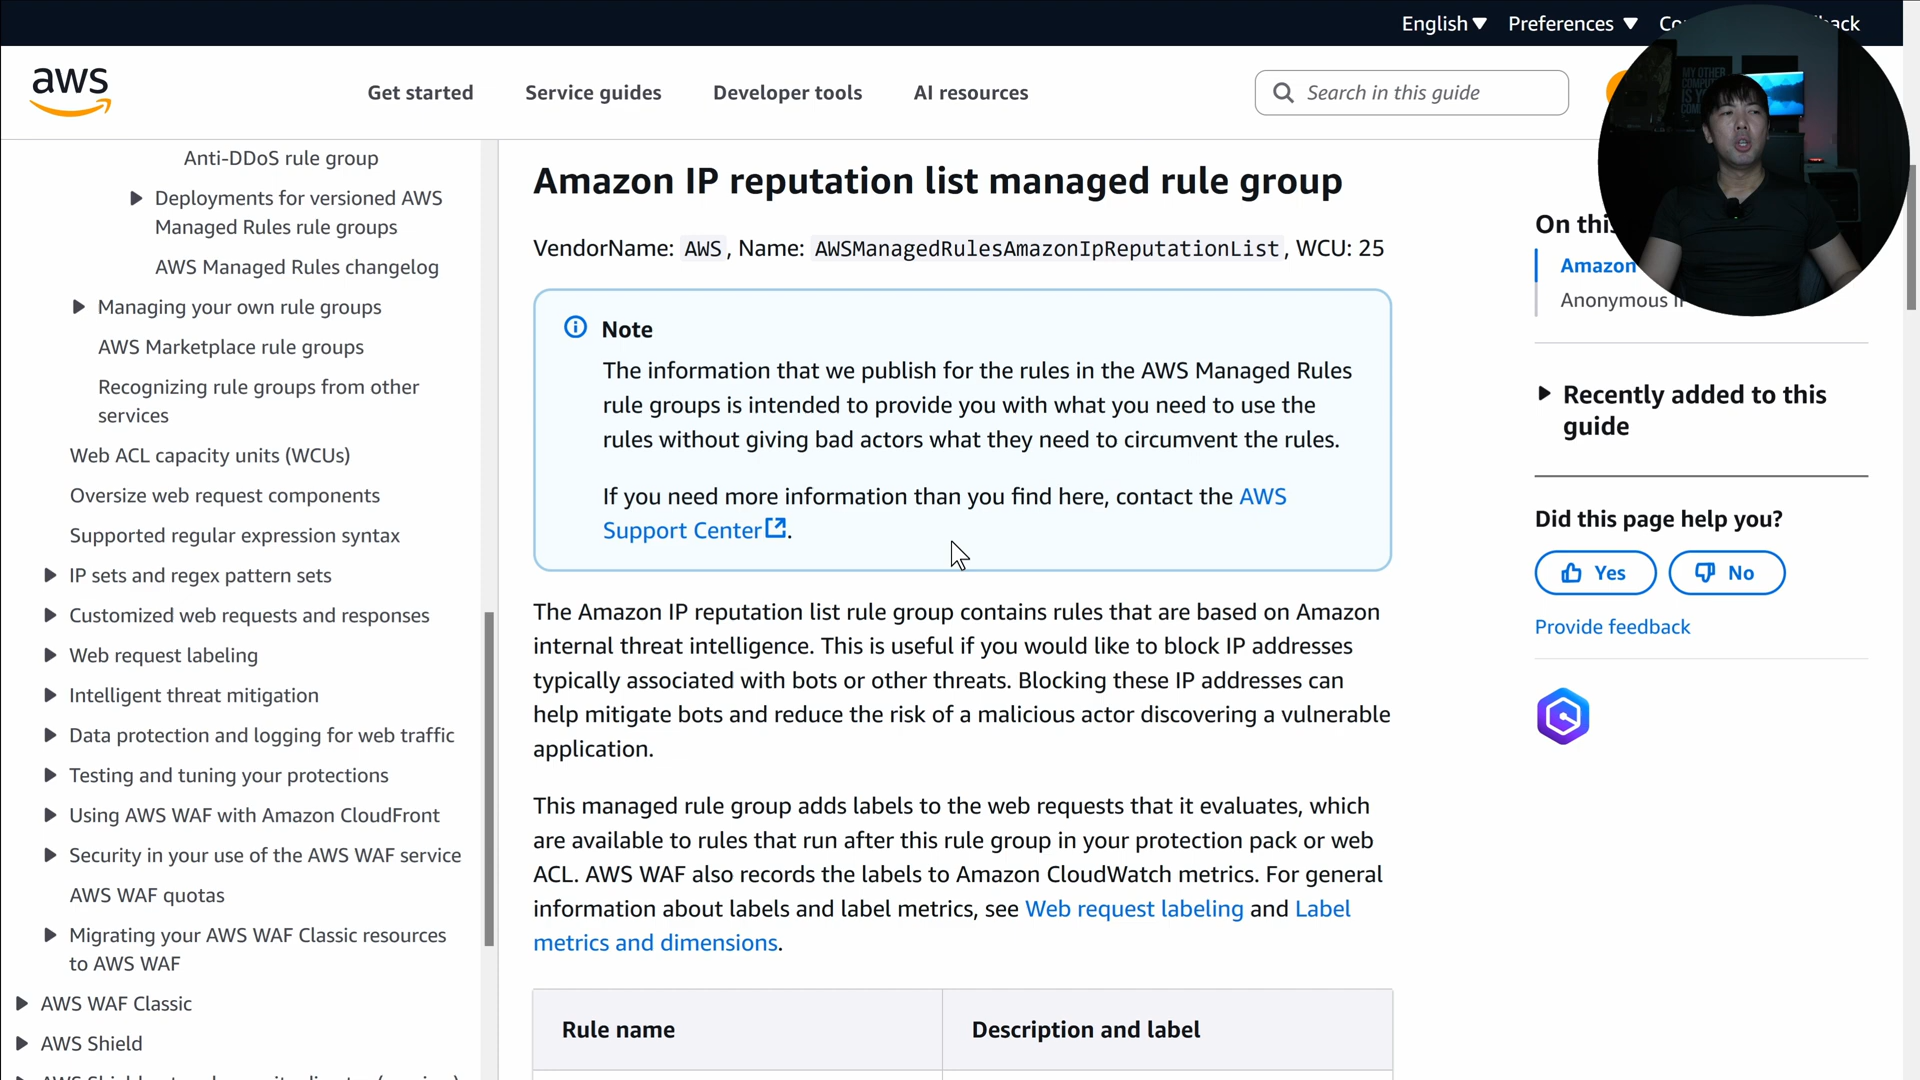 English Preferences
aws
Get started Service guides Developer tools AI resources
Search in this guide
Anti-DDoS rule group
Deployments for versioned AWS
Managed Rules rule groups
AWS Managed Rules changelog
Managing your own rule groups
AWS Marketplace rule groups
Recognizing rule groups from other
services
Web ACL capacity units (WCUs)
Oversize web request components
Supported regular expression syntax
IP sets and regex pattern sets
Customized web requests and responses
Web request labeling
Intelligent threat mitigation
Data protection and logging for web traffic
Testing and tuning your protections
Using AWS WAF with Amazon CloudFront
Security in your use of the AWS WAF service
AWS WAF quotas
Migrating your AWS WAF Classic resources
to AWS WAF
AWS WAF Classic
AWS Shield
Amazon IP reputation list managed rule group
VendorName: AWS, Name: AWSManagedRulesAmazonIpReputationList, WCU: 25
Note
The information that we publish for the rules in the AWS Managed Rules
rule groups is intended to provide you with what you need to use the
rules without giving bad actors what they need to circumvent the rules.
If you need more information than you find here, contact the AWS
Support Center.
The Amazon IP reputation list rule group contains rules that are based on Amazon
internal threat intelligence. This is useful if you would like to block IP addresses
typically associated with bots or other threats. Blocking these IP addresses can
help mitigate bots and reduce the risk of a malicious actor discovering a vulnerable
application.
This managed rule group adds labels to the web requests that it evaluates, which
are available to rules that run after this rule group in your protection pack or web
ACL. AWS WAF also records the labels to Amazon CloudWatch metrics. For general
information about labels and label metrics, see Web request labeling and Label
metrics and dimensions.
Rule name Description and label
On this
Amazon
Anonymous
Recently added to this
guide
Did this page help you?
Yes No
Provide feedback
MY OTHER